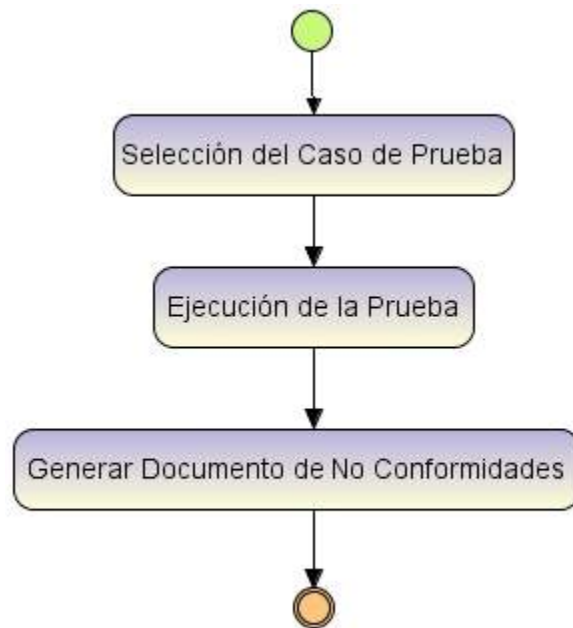 Selección del Caso de Prueba
Ejecución de la Prueba
Generar Documento de No Conformidades